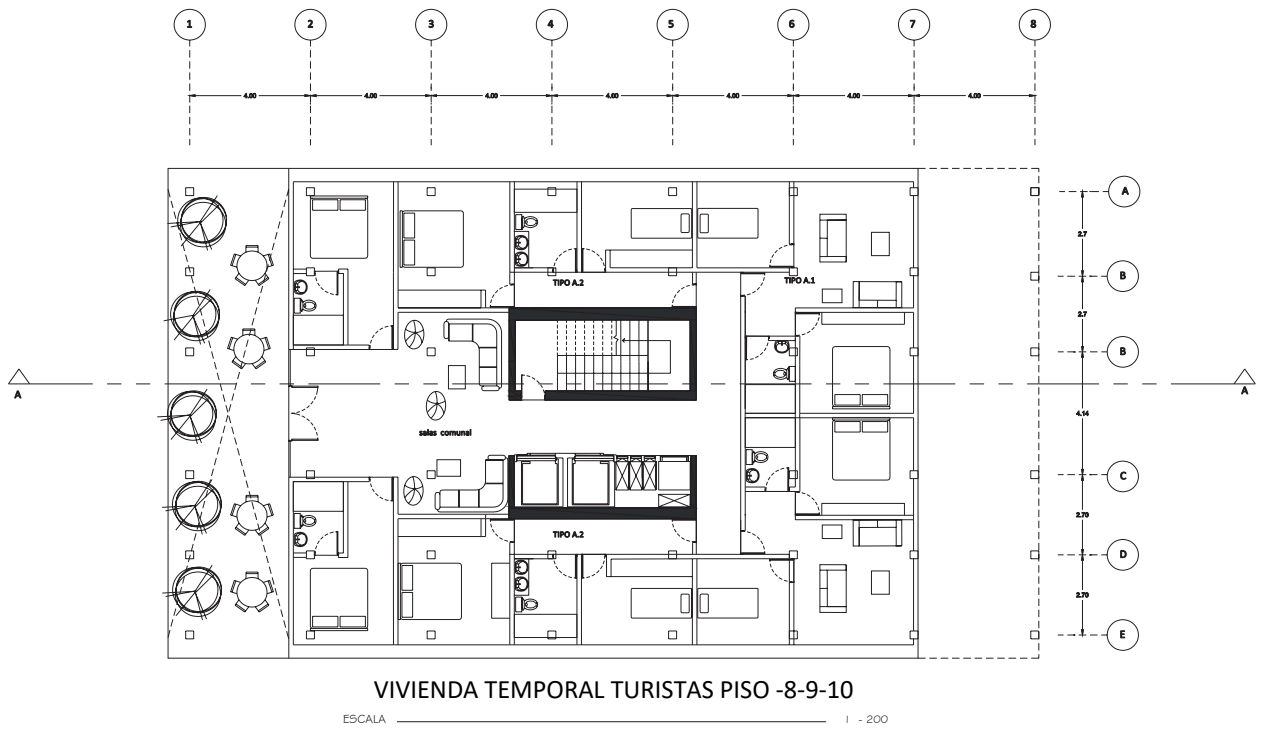 1 2 3 4 5 6 7 8
4.00 4.00 4.00 4.00 4.00 4.00 4.00
A
2.7
TIPO A.2
TIPO A.1
B
2.7
B
A A
4.14
salas comunal
C
2.70
TIPO A.2
D
2.70
E
VIVIENDA TEMPORAL TURISTAS PISO -8-9-10
ESCALA 1 - 200